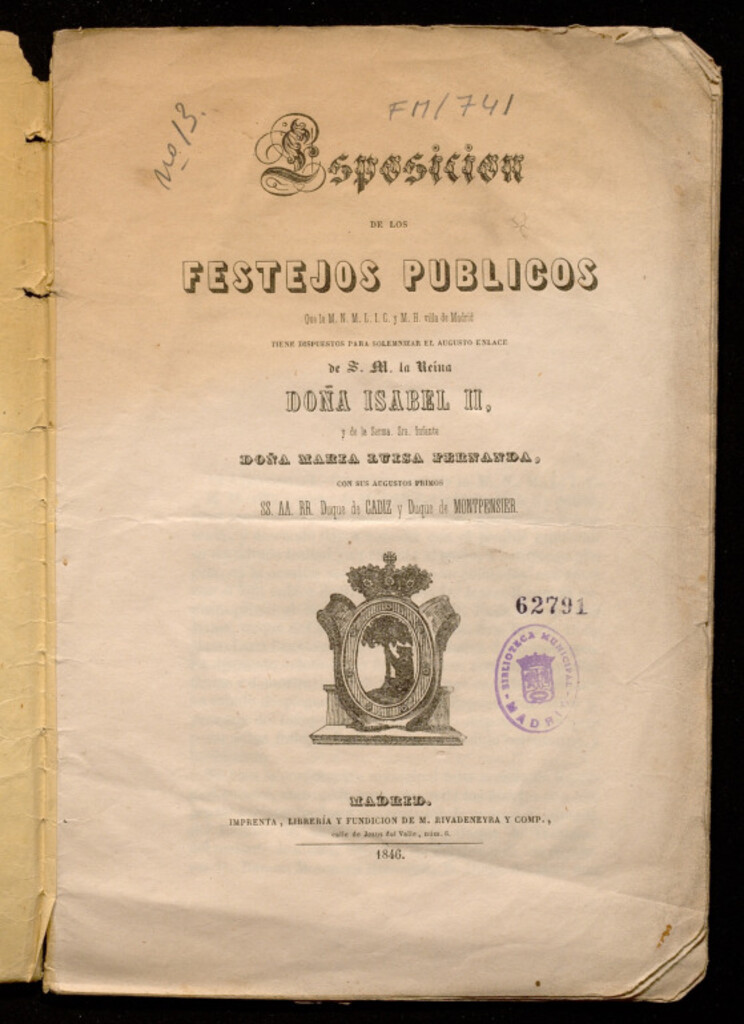 FM/741
nº 13.
Esposicion
DE LOS
FESTEJOS PUBLICOS
Que la M. N. M. L. I. C. y M. H. villa de Madrid
TIENE DISPUESTOS PARA SOLEMNIZAR EL AUGUSTO ENLACE
de S. M. la Reina
DOÑA ISABEL II,
y de la Serma. Sra. Infanta
DOÑA MARIA LUISA FERNANDA,
CON SUS AUGUSTOS PRIMOS
SS. AA. RR. Duque de CADIZ y Duque de MONTPENSIER.
62791
BIBLIOTECA MUNICIPAL
MADRID
MADRID.
IMPRENTA, LIBRERÍA Y FUNDICION DE M. RIVADENEYRA Y COMP.,
calle de Jesus del Valle, núm. 6.
1846.